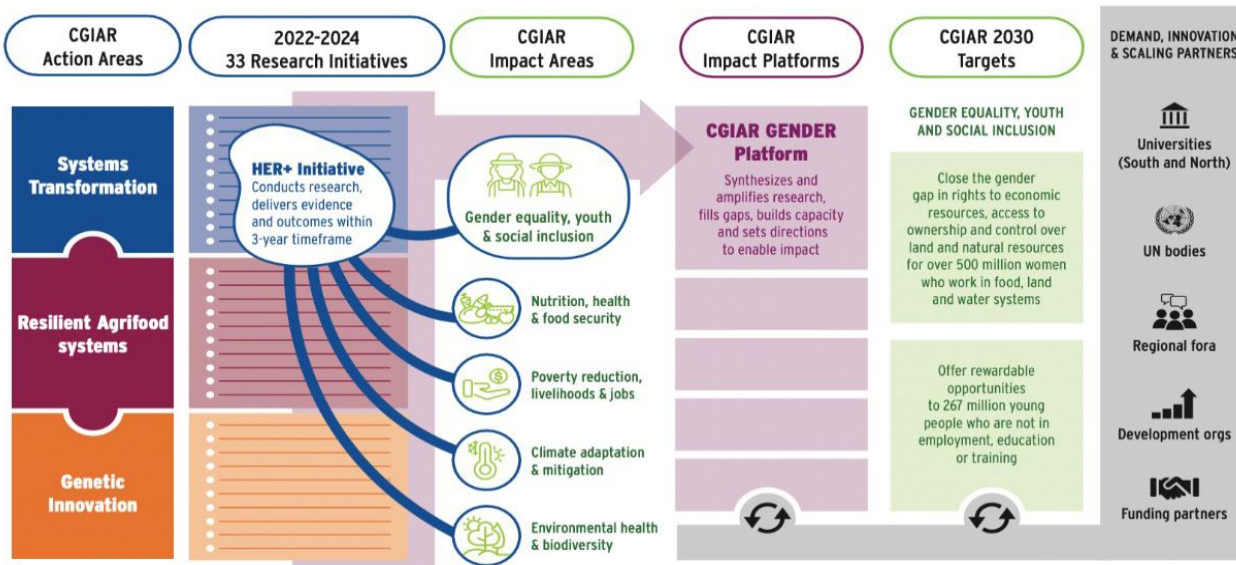 CGIAR
Action Areas
2022-2024
33 Research Initiatives
CGIAR
Impact Areas
CGIAR
Impact Platforms
CGIAR 2030
Targets
DEMAND, INNOVATION
& SCALING PARTNERS
Systems
Transformation
Resilient Agrifood
systems
Genetic
Innovation
HER+ Initiative
Conducts research,
delivers evidence
and outcomes within
3-year timeframe
Gender equality, youth
& social inclusion
Nutrition, health
& food security
Poverty reduction,
livelihoods & jobs
Climate adaptation
& mitigation
Environmental health
& biodiversity
CGIAR GENDER
Platform
Synthesizes and
amplifies research,
fills gaps, builds capacity
and sets directions
to enable impact
GENDER EQUALITY, YOUTH
AND SOCIAL INCLUSION
Close the gender
gap in rights to economic
resources, access to
ownership and control over
land and natural resources
for over 500 million women
who work in food, land
and water systems
Offer rewardable
opportunities
to 267 million young
people who are not in
employment, education
or training
Universities
(South and North)
UN bodies
Regional fora
Development orgs
Funding partners